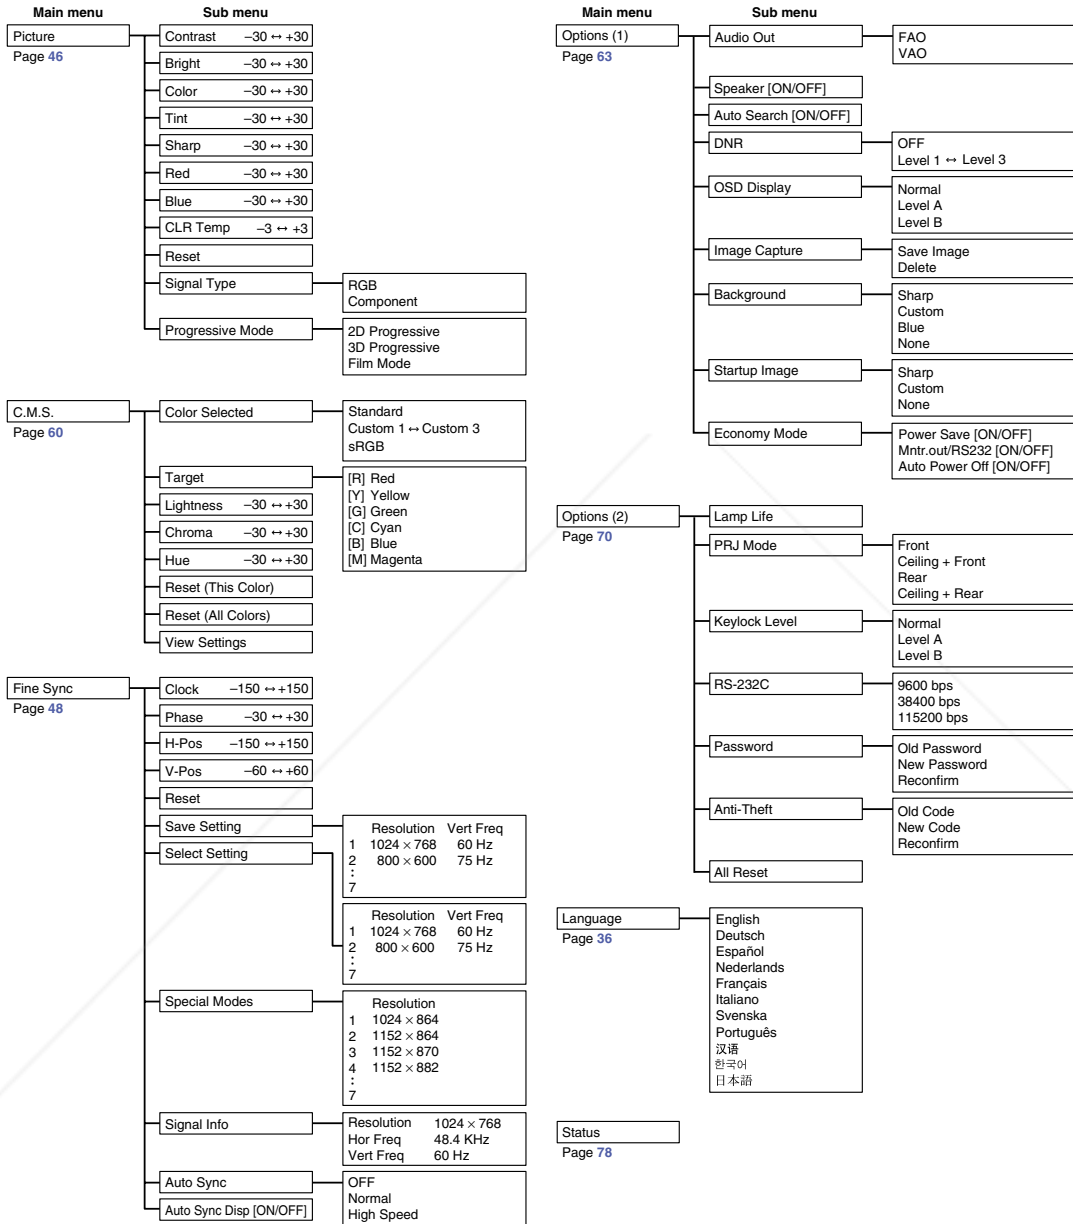 Main menu Sub menu
Picture
Page 46
Contrast −30 ↔ +30
Bright −30 ↔ +30
Color −30 ↔ +30
Tint −30 ↔ +30
Sharp −30 ↔ +30
Red −30 ↔ +30
Blue −30 ↔ +30
CLR Temp −3 ↔ +3
Reset
Signal Type
RGB
Component
Progressive Mode
2D Progressive
3D Progressive
Film Mode
C.M.S.
Page 60
Color Selected
Standard
Custom 1 ↔ Custom 3
sRGB
Target
[R] Red
[Y] Yellow
[G] Green
[C] Cyan
[B] Blue
[M] Magenta
Lightness −30 ↔ +30
Chroma −30 ↔ +30
Hue −30 ↔ +30
Reset (This Color)
Reset (All Colors)
View Settings
Fine Sync
Page 48
Clock −150 ↔ +150
Phase −30 ↔ +30
H-Pos −150 ↔ +150
V-Pos −60 ↔ +60
Reset
Save Setting
Resolution Vert Freq
1 1024 × 768 60 Hz
2 800 × 600 75 Hz
:
7
Select Setting
Resolution Vert Freq
1 1024 × 768 60 Hz
2 800 × 600 75 Hz
:
7
Special Modes
Resolution
1 1024 × 864
2 1152 × 864
3 1152 × 870
4 1152 × 882
:
7
Signal Info
Resolution 1024 × 768
Hor Freq 48.4 KHz
Vert Freq 60 Hz
Auto Sync
OFF
Normal
High Speed
Auto Sync Disp [ON/OFF]
Main menu Sub menu
Options (1)
Page 63
Audio Out
FAO
VAO
Speaker [ON/OFF]
Auto Search [ON/OFF]
DNR
OFF
Level 1 ↔ Level 3
OSD Display
Normal
Level A
Level B
Image Capture
Save Image
Delete
Background
Sharp
Custom
Blue
None
Startup Image
Sharp
Custom
None
Economy Mode
Power Save [ON/OFF]
Mntr.out/RS232 [ON/OFF]
Auto Power Off [ON/OFF]
Options (2)
Page 70
Lamp Life
PRJ Mode
Front
Ceiling + Front
Rear
Ceiling + Rear
Keylock Level
Normal
Level A
Level B
RS-232C
9600 bps
38400 bps
115200 bps
Password
Old Password
New Password
Reconfirm
Anti-Theft
Old Code
New Code
Reconfirm
All Reset
Language
Page 36
English
Deutsch
Español
Nederlands
Français
Italiano
Svenska
Português
汉语
한국어
日本語
Status
Page 78